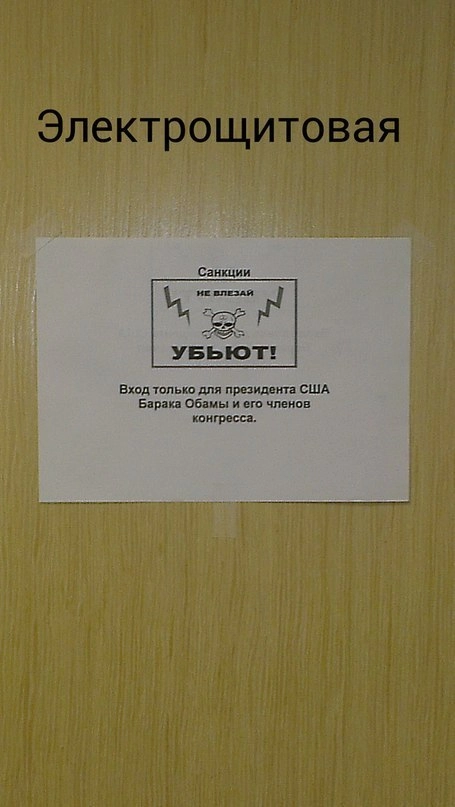 Электрощитовая
Санкции
НЕ ВЛЕЗАЙ
УБЬЮТ!
Вход только для президента США
Барака Обамы и его членов
конгресса.